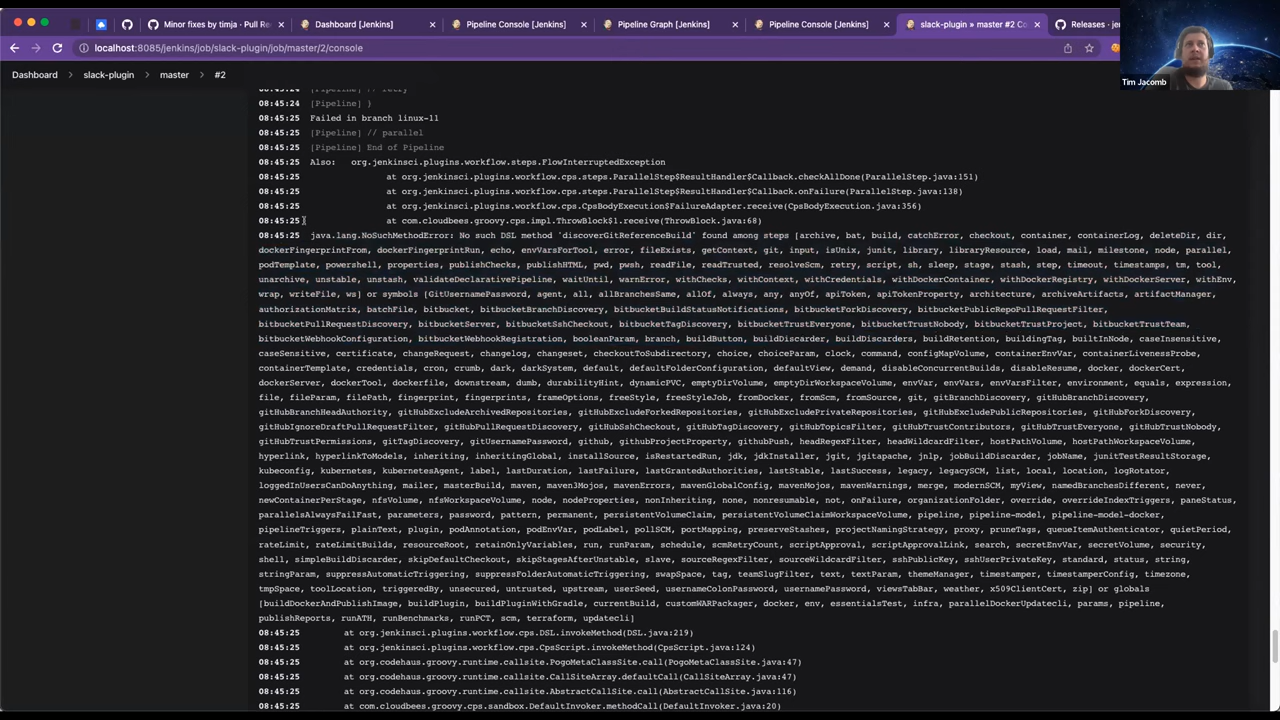 Minor fixes by timja · Pull Re
Dashboard [Jenkins]
Pipeline Console [Jenkins]
Pipeline Graph [Jenkins]
Pipeline Console [Jenkins]
slack-plugin » master #2 Co
Releases · jen
localhost:8085/jenkins/job/slack-plugin/job/master/2/console
Tim Jacomb
Dashboard > slack-plugin > master > #2
08:45:24 [Pipeline] // retry
08:45:24 [Pipeline] }
08:45:25 Failed in branch linux-11
08:45:25 [Pipeline] // parallel
08:45:25 [Pipeline] End of Pipeline
08:45:25 Also: org.jenkinsci.plugins.workflow.steps.FlowInterruptedException
08:45:25 at org.jenkinsci.plugins.workflow.cps.steps.ParallelStep$ResultHandler$Callback.checkAllDone(ParallelStep.java:151)
08:45:25 at org.jenkinsci.plugins.workflow.cps.steps.ParallelStep$ResultHandler$Callback.onFailure(ParallelStep.java:138)
08:45:25 at org.jenkinsci.plugins.workflow.cps.CpsBodyExecution$FailureAdapter.receive(CpsBodyExecution.java:356)
08:45:25 at com.cloudbees.groovy.cps.impl.ThrowBlock$1.receive(ThrowBlock.java:68)
08:45:25 java.lang.NoSuchMethodError: No such DSL method 'discoverGitReferenceBuild' found among steps [archive, bat, build, catchError, checkout, container, containerLog, deleteDir, dir,
dockerFingerprintFrom, dockerFingerprintRun, echo, envVarsForTool, error, fileExists, getContext, git, input, isUnix, junit, library, libraryResource, load, mail, milestone, node, parallel,
podTemplate, powershell, properties, publishChecks, publishHTML, pwd, pwsh, readFile, readTrusted, resolveScm, retry, script, sh, sleep, stage, stash, step, timeout, timestamps, tm, tool,
unarchive, unstable, unstash, validateDeclarativePipeline, waitUntil, warnError, withChecks, withContext, withCredentials, withDockerContainer, withDockerRegistry, withDockerServer, withEnv,
wrap, writeFile, ws] or symbols [GitUsernamePassword, agent, all, allBranchesSame, allOf, always, any, anyOf, apiToken, apiTokenProperty, architecture, archiveArtifacts, artifactManager,
authorizationMatrix, batchFile, bitbucket, bitbucketBranchDiscovery, bitbucketBuildStatusNotifications, bitbucketForkDiscovery, bitbucketPublicRepoPullRequestFilter,
bitbucketPullRequestDiscovery, bitbucketServer, bitbucketSshCheckout, bitbucketTagDiscovery, bitbucketTrustEveryone, bitbucketTrustNobody, bitbucketTrustProject, bitbucketTrustTeam,
bitbucketWebhookConfiguration, bitbucketWebhookRegistration, booleanParam, branch, buildButton, buildDiscarder, buildDiscarders, buildRetention, buildingTag, builtInNode, caseInsensitive,
caseSensitive, certificate, changeRequest, changelog, changeset, checkoutToSubdirectory, choice, choiceParam, clock, command, configMapVolume, containerEnvVar, containerLivenessProbe,
containerTemplate, credentials, cron, crumb, dark, darkSystem, default, defaultFolderConfiguration, defaultView, demand, disableConcurrentBuilds, disableResume, docker, dockerCert,
dockerServer, dockerTool, dockerfile, downstream, dumb, durabilityHint, dynamicPVC, emptyDirVolume, emptyDirWorkspaceVolume, envVar, envVars, envVarsFilter, environment, equals, expression,
file, fileParam, filePath, fingerprint, fingerprints, frameOptions, freeStyle, freeStyleJob, fromDocker, fromScm, fromSource, git, gitBranchDiscovery, gitHubBranchDiscovery,
gitHubBranchHeadAuthority, gitHubExcludeArchivedRepositories, gitHubExcludeForkedRepositories, gitHubExcludePrivateRepositories, gitHubExcludePublicRepositories, gitHubForkDiscovery,
gitHubIgnoreDraftPullRequestFilter, gitHubPullRequestDiscovery, gitHubSshCheckout, gitHubTagDiscovery, gitHubTopicsFilter, gitHubTrustContributors, gitHubTrustEveryone, gitHubTrustNobody,
gitHubTrustPermissions, gitTagDiscovery, gitUsernamePassword, github, githubProjectProperty, githubPush, headRegexFilter, headWildcardFilter, hostPathVolume, hostPathWorkspaceVolume,
hyperlink, hyperlinkToModels, inheriting, inheritingGlobal, installSource, isRestartedRun, jdk, jdkInstaller, jgit, jgitapache, jnlp, jobBuildDiscarder, jobName, junitTestResultStorage,
kubeconfig, kubernetes, kubernetesAgent, label, lastDuration, lastFailure, lastGrantedAuthorities, lastStable, lastSuccess, legacy, legacySCM, list, local, location, logRotator,
loggedInUsersCanDoAnything, mailer, masterBuild, maven, maven3Mojos, mavenErrors, mavenGlobalConfig, mavenMojos, mavenWarnings, merge, modernSCM, myView, namedBranchesDifferent, never,
newContainerPerStage, nfsVolume, nfsWorkspaceVolume, node, nodeProperties, nonInheriting, none, nonresumable, not, onFailure, organizationFolder, override, overrideIndexTriggers, paneStatus,
parallelsAlwaysFailFast, parameters, password, pattern, permanent, persistentVolumeClaim, persistentVolumeClaimWorkspaceVolume, pipeline, pipeline-model, pipeline-model-docker,
pipelineTriggers, plainText, plugin, podAnnotation, podEnvVar, podLabel, pollSCM, portMapping, preserveStashes, projectNamingStrategy, proxy, pruneTags, queueItemAuthenticator, quietPeriod,
rateLimit, rateLimitBuilds, resourceRoot, retainOnlyVariables, run, runParam, schedule, scmRetryCount, scriptApproval, scriptApprovalLink, search, secretEnvVar, secretVolume, security,
shell, simpleBuildDiscarder, skipDefaultCheckout, skipStagesAfterUnstable, slave, sourceRegexFilter, sourceWildcardFilter, sshPublicKey, sshUserPrivateKey, standard, status, string,
stringParam, suppressAutomaticTriggering, suppressFolderAutomaticTriggering, swapSpace, tag, teamSlugFilter, text, textParam, themeManager, timestamper, timestamperConfig, timezone,
tmpSpace, toolLocation, triggeredBy, unsecured, untrusted, upstream, userSeed, usernameColonPassword, usernamePassword, viewsTabBar, weather, x509ClientCert, zip] or globals
[buildDockerAndPublishImage, buildPlugin, buildPluginWithGradle, currentBuild, customWARPackager, docker, env, essentialsTest, infra, parallelDockerUpdatecli, params, pipeline,
publishReports, runATH, runBenchmarks, runPCT, scm, terraform, updatecli]
08:45:25 at org.jenkinsci.plugins.workflow.cps.DSL.invokeMethod(DSL.java:219)
08:45:25 at org.jenkinsci.plugins.workflow.cps.CpsScript.invokeMethod(CpsScript.java:124)
08:45:25 at org.codehaus.groovy.runtime.callsite.PogoMetaClassSite.call(PogoMetaClassSite.java:47)
08:45:25 at org.codehaus.groovy.runtime.callsite.CallSiteArray.defaultCall(CallSiteArray.java:47)
08:45:25 at org.codehaus.groovy.runtime.callsite.AbstractCallSite.call(AbstractCallSite.java:116)
08:45:25 at com.cloudbees.groovy.cps.sandbox.DefaultInvoker.methodCall(DefaultInvoker.java:20)